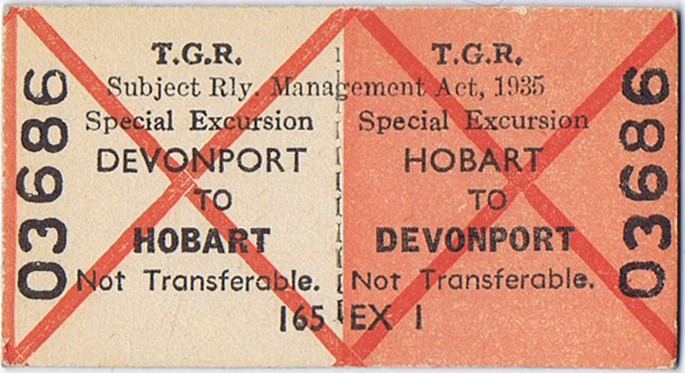 03686
T.G.R. T.G.R.
Subject Rly. Management Act, 1935
Special Excursion Special Excursion
DEVONPORT HOBART
TO TO
HOBART DEVONPORT
Not Transferable. Not Transferable.
165 EX 1
03686